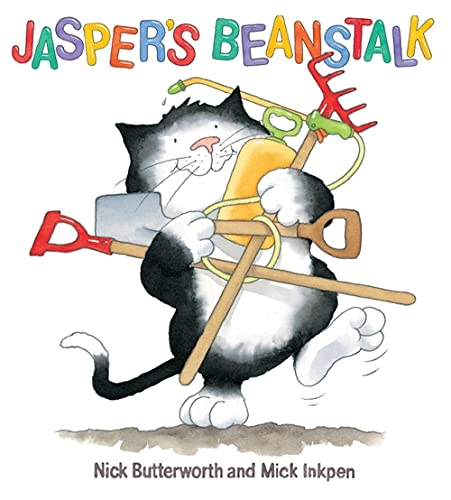 JASPER'S BEANSTALK
Nick Butterworth and Mick Inkpen